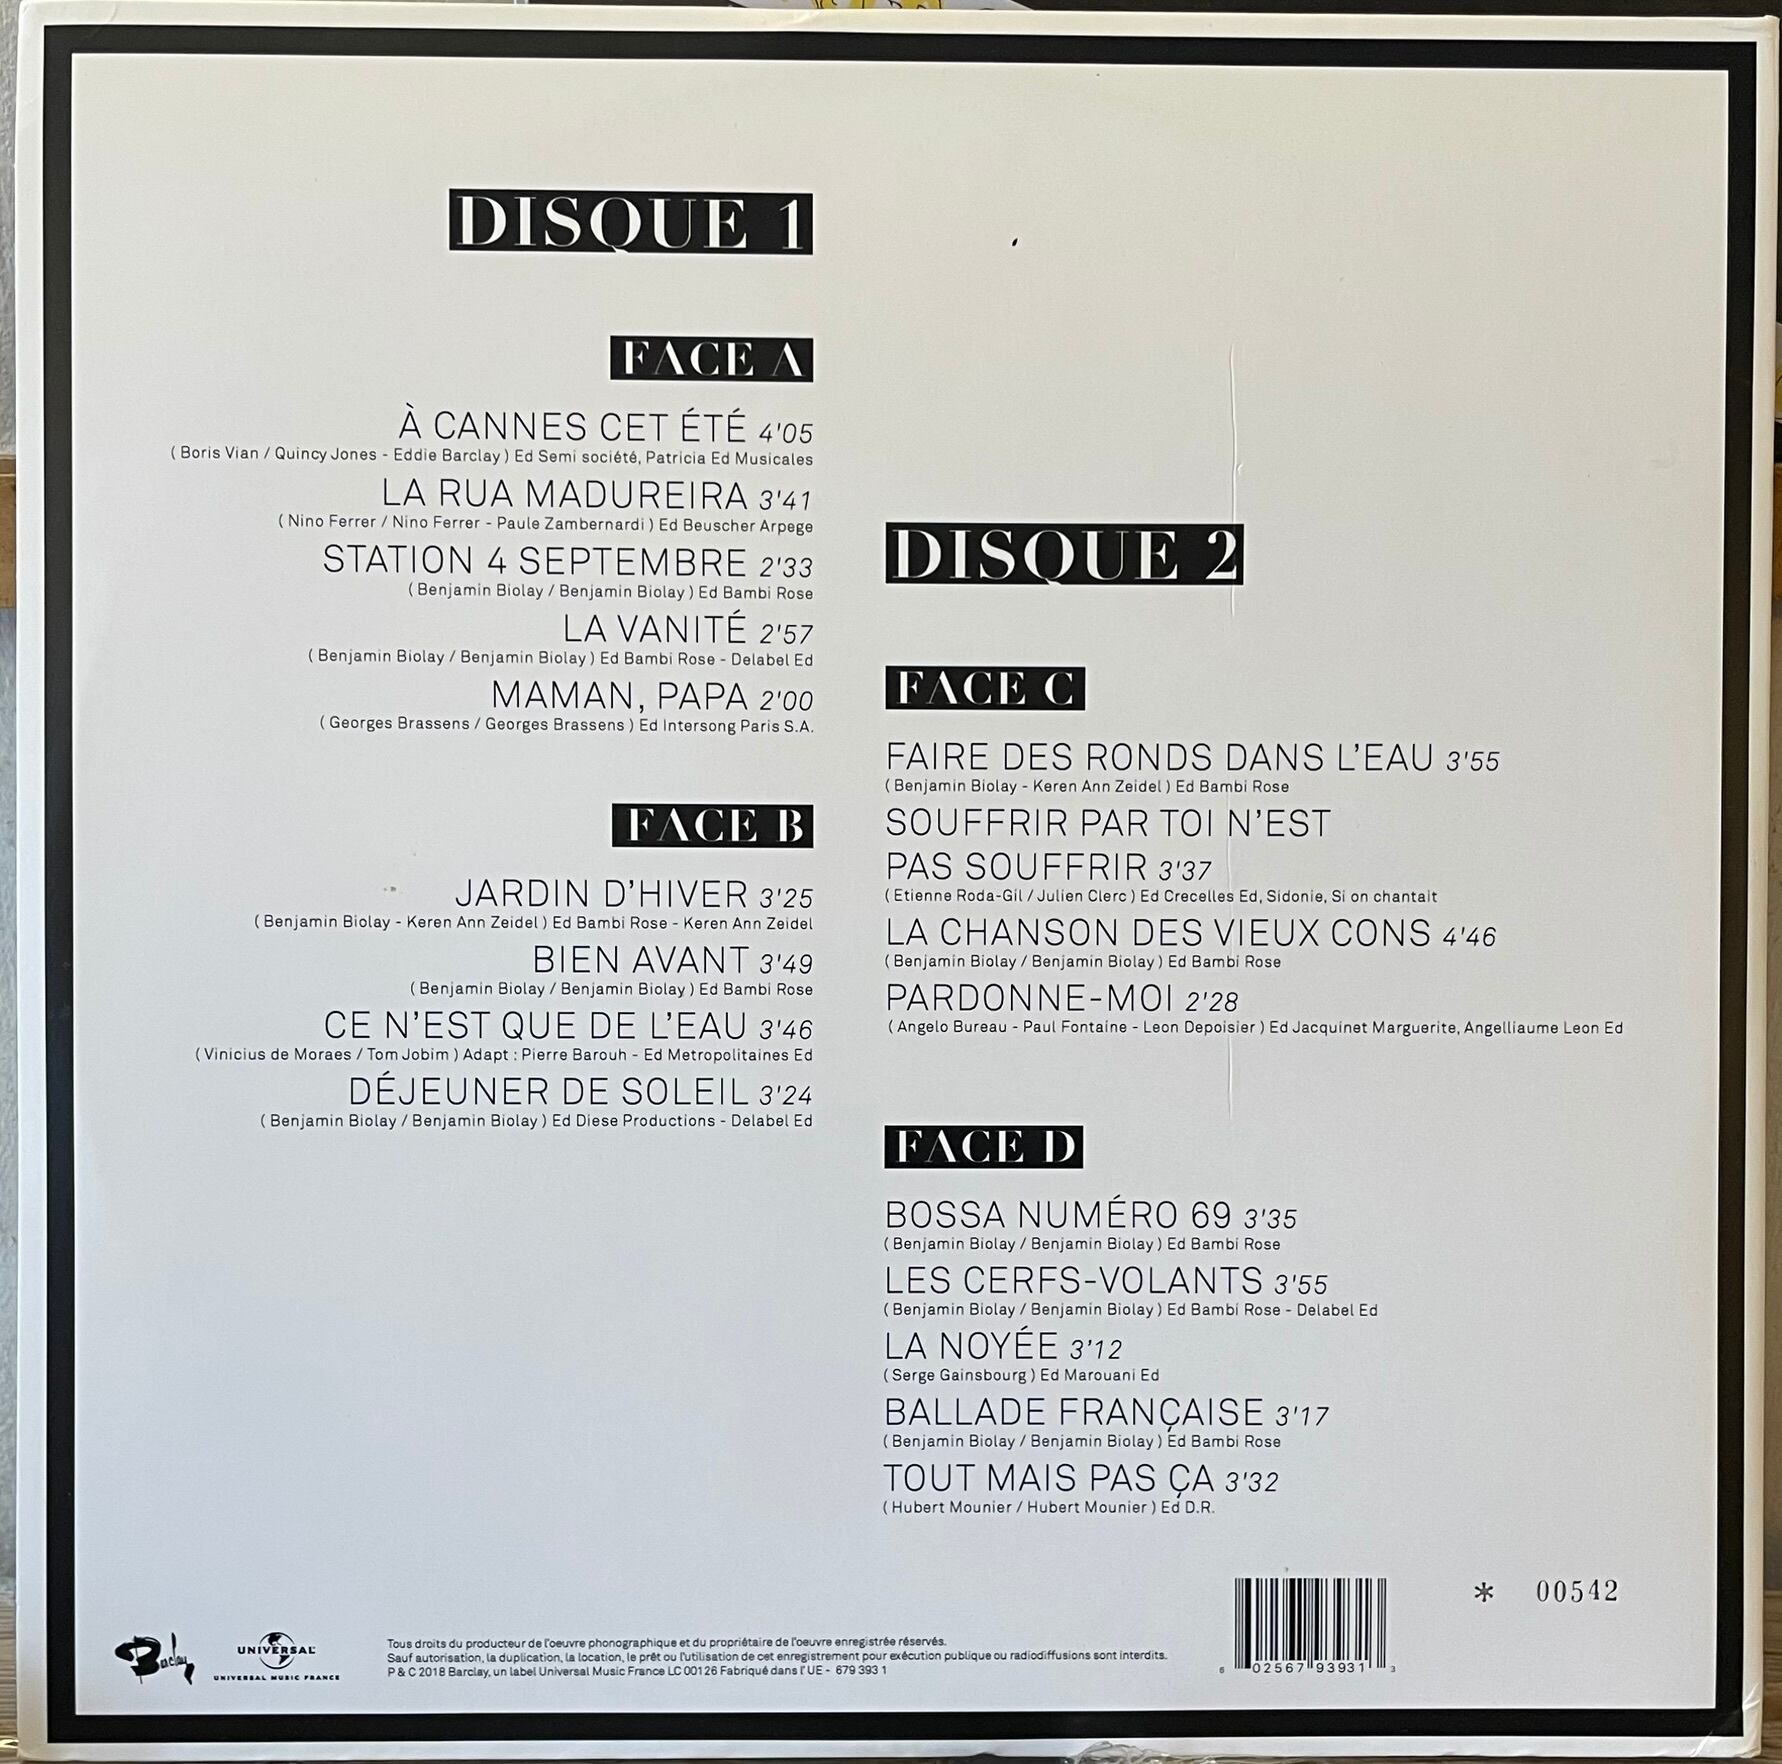 DISQUE 1
FACE A
À CANNES CET ÉTÉ 4'05
( Boris Vian / Quincy Jones - Eddie Barclay ) Ed Semi société, Patricia Ed Musicales
LA RUA MADUREIRA 3'41
( Nino Ferrer / Nino Ferrer - Paule Zambernardi ) Ed Beuscher Arpege
STATION 4 SEPTEMBRE 2'33
( Benjamin Biolay / Benjamin Biolay ) Ed Bambi Rose
LA VANITÉ 2'57
( Benjamin Biolay / Benjamin Biolay ) Ed Bambi Rose - Delabel Ed
MAMAN, PAPA 2'00
( Georges Brassens / Georges Brassens ) Ed Intersong Paris S.A.
FACE B
JARDIN D'HIVER 3'25
( Benjamin Biolay - Keren Ann Zeidel ) Ed Bambi Rose - Keren Ann Zeidel
BIEN AVANT 3'49
( Benjamin Biolay / Benjamin Biolay ) Ed Bambi Rose
CE N'EST QUE DE L'EAU 3'46
( Vinicius de Moraes / Tom Jobim ) Adapt : Pierre Barouh - Ed Metropolitaines Ed
DÉJEUNER DE SOLEIL 3'24
( Benjamin Biolay / Benjamin Biolay ) Ed Diese Productions - Delabel Ed
DISQUE 2
FACE C
FAIRE DES RONDS DANS L'EAU 3'55
( Benjamin Biolay - Keren Ann Zeidel ) Ed Bambi Rose
SOUFFRIR PAR TOI N'EST
PAS SOUFFRIR 3'37
( Etienne Roda-Gil / Julien Clerc ) Ed Crecelles Ed, Sidonie, Si on chantait
LA CHANSON DES VIEUX CONS 4'46
( Benjamin Biolay / Benjamin Biolay ) Ed Bambi Rose
PARDONNE-MOI 2'28
( Angelo Bureau - Paul Fontaine - Leon Depoisier ) Ed Jacquinet Marguerite, Angelliaume Leon Ed
FACE D
BOSSA NUMÉRO 69 3'35
( Benjamin Biolay / Benjamin Biolay ) Ed Bambi Rose
LES CERFS-VOLANTS 3'55
( Benjamin Biolay / Benjamin Biolay ) Ed Bambi Rose - Delabel Ed
LA NOYÉE 3'12
( Serge Gainsbourg ) Ed Marouani Ed
BALLADE FRANÇAISE 3'17
( Benjamin Biolay / Benjamin Biolay ) Ed Bambi Rose
TOUT MAIS PAS ÇA 3'32
( Hubert Mounier / Hubert Mounier ) Ed D.R.
* 00542
Barclay
UNIVERSAL
UNIVERSAL MUSIC FRANCE
Tous droits du producteur de l'oeuvre phonographique et du propriétaire de l'oeuvre enregistrée réservés.
Sauf autorisation, la duplication, la location, le prêt ou l'utilisation de cet enregistrement pour exécution publique ou radiodiffusions sont interdits.
P & C 2018 Barclay, un label Universal Music France LC 00126 Fabriqué dans l'UE - 679 393 1
6 02567 93931 3